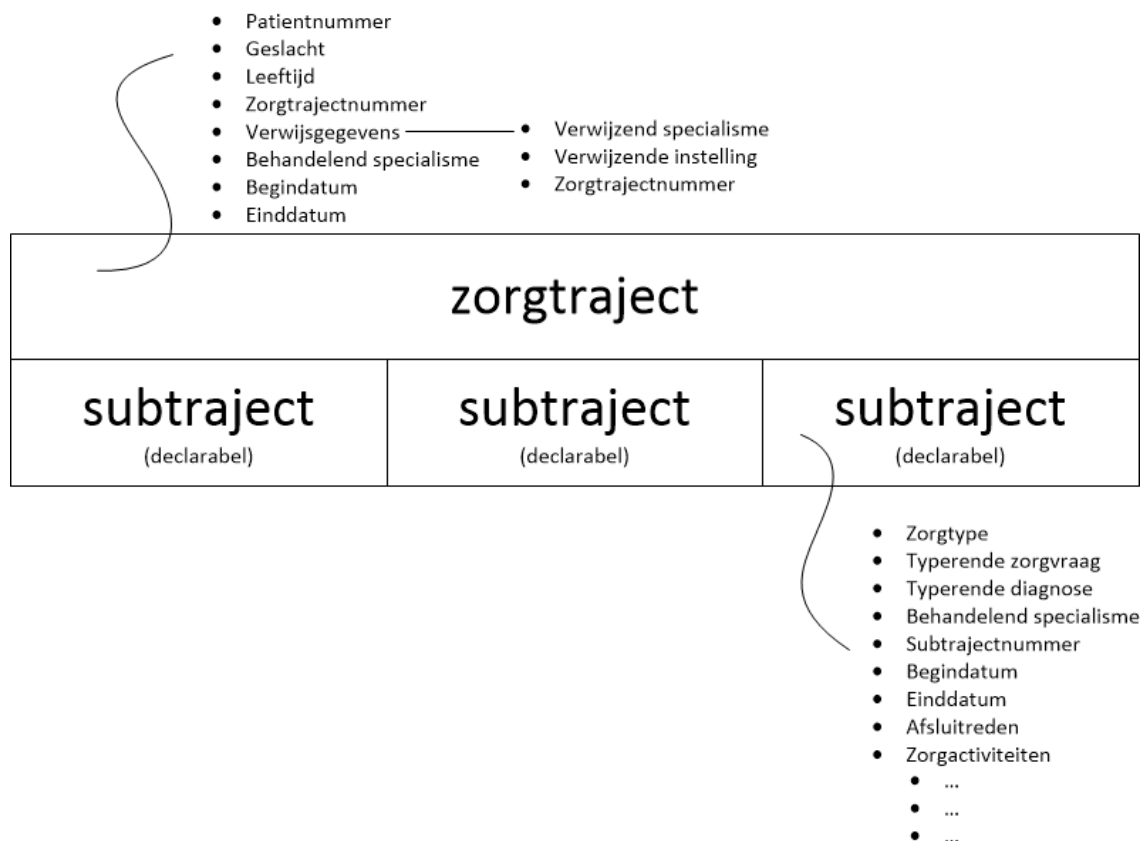 • Patientnummer
• Geslacht
• Leeftijd
• Zorgtrajectnummer
• Verwijsgegevens
• Behandelend specialisme
• Begindatum
• Einddatum
• Verwijzend specialisme
• Verwijzende instelling
• Zorgtrajectnummer
zorgtraject
subtraject
(declarabel)
subtraject
(declarabel)
subtraject
(declarabel)
• Zorgtype
• Typerende zorgvraag
• Typerende diagnose
• Behandelend specialisme
• Subtrajectnummer
• Begindatum
• Einddatum
• Afsluitreden
• Zorgactiviteiten
• ...
• ...
• ...